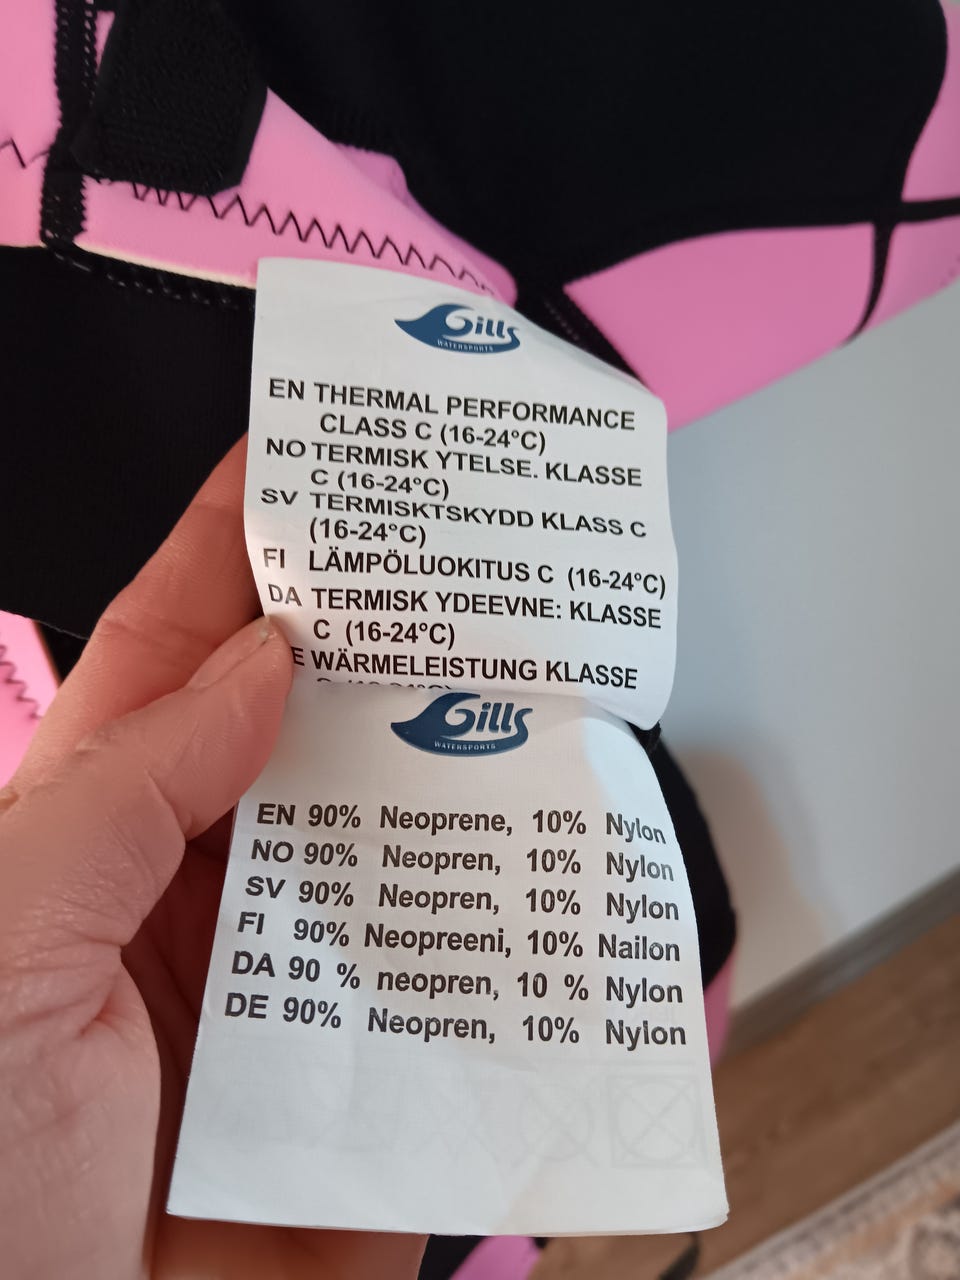 Gills
WATERSPORTS
EN THERMAL PERFORMANCE
CLASS C (16-24°C)
NO TERMISK YTELSE. KLASSE
C (16-24°C)
SV TERMISKTSKYDD KLASS C
(16-24°C)
FI LÄMPÖLUOKITUS C (16-24°C)
DA TERMISK YDEEVNE: KLASSE
C (16-24°C)
E WÄRMELEISTUNG KLASSE
Gills
WATERSPORTS
EN 90% Neoprene, 10% Nylon
NO 90% Neopren, 10% Nylon
SV 90% Neopren, 10% Nylon
FI 90% Neopreeni, 10% Nailon
DA 90 % neopren, 10 % Nylon
DE 90% Neopren, 10% Nylon